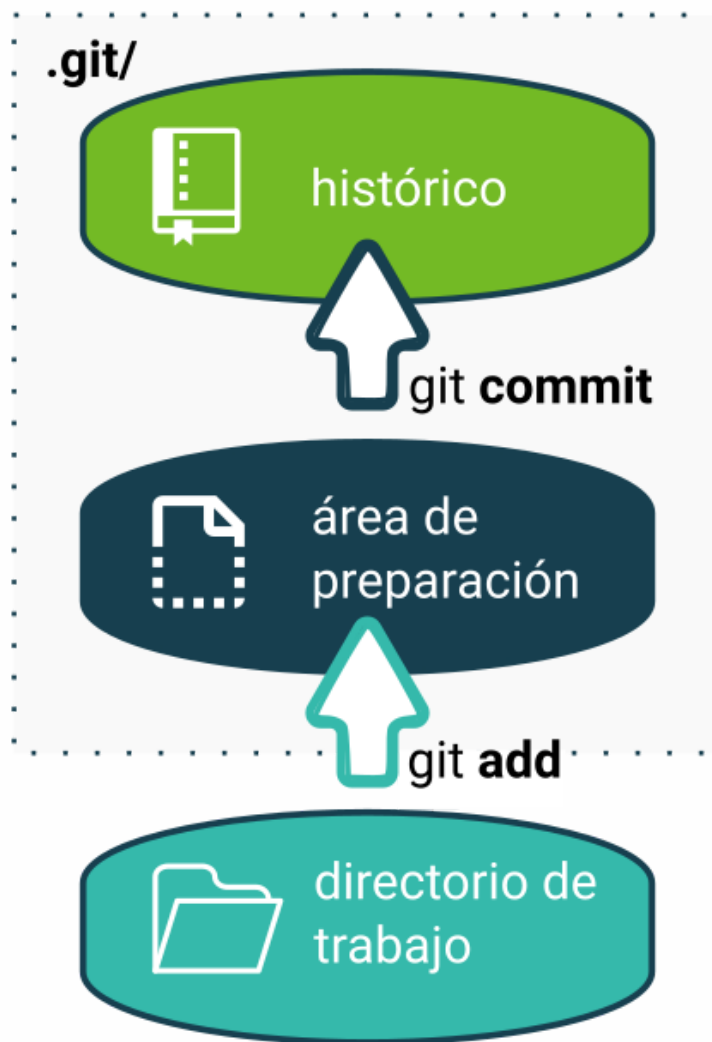 .git/
histórico
git commit
área de
preparación
git add
directorio de
trabajo